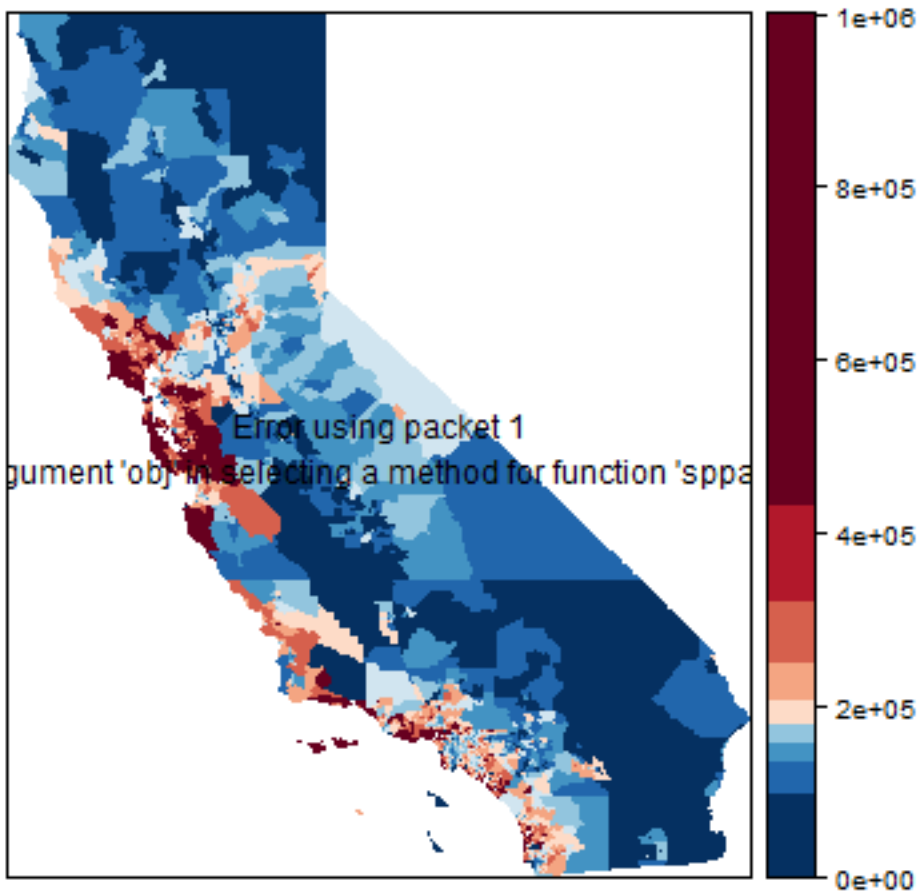 1e+06
8e+05
6e+05
Error using packet 1
gument 'obj' in selecting a method for function 'sppa
4e+05
2e+05
0e+00